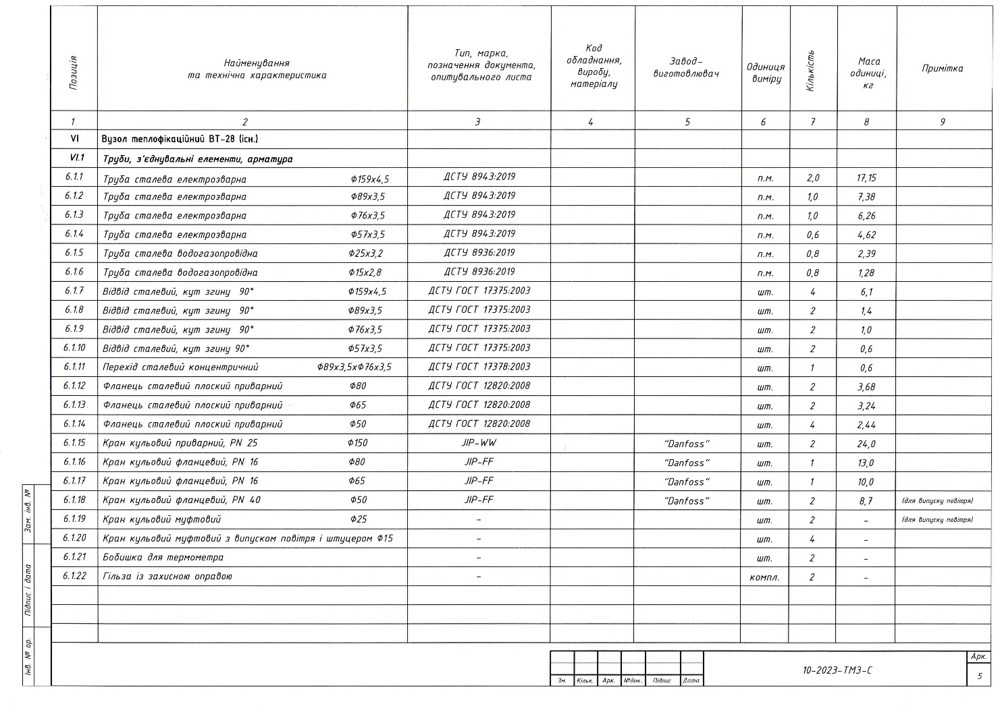 Позиція
Найменування
та технічна характеристика
Тип, марка,
позначення документа,
опитувального листа
Код
обладнання,
виробу,
матеріалу
Завод-
виготовлювач
Одиниця
виміру
Кількість
Маса
одиниці,
кг
Примітка
1 2 3 4 5 6 7 8 9
VI Вузол теплофікаційний ВТ-28 (існ.)
VI.1 Труби, з'єднувальні елементи, арматура
6.1.1 Труба сталева електрозварна Ф159х4,5 ДСТУ 8943:2019 п.м. 2,0 17,15
6.1.2 Труба сталева електрозварна Ф89х3,5 ДСТУ 8943:2019 п.м. 1,0 7,38
6.1.3 Труба сталева електрозварна Ф76х3,5 ДСТУ 8943:2019 п.м. 1,0 6,26
6.1.4 Труба сталева електрозварна Ф57х3,5 ДСТУ 8943:2019 п.м. 0,6 4,62
6.1.5 Труба сталева водогазопровідна Ф25х3,2 ДСТУ 8936:2019 п.м. 0,8 2,39
6.1.6 Труба сталева водогазопровідна Ф15х2,8 ДСТУ 8936:2019 п.м. 0,8 1,28
6.1.7 Відвід сталевий, кут згину 90° Ф159х4,5 ДСТУ ГОСТ 17375:2003 шт. 4 6,1
6.1.8 Відвід сталевий, кут згину 90° Ф89х3,5 ДСТУ ГОСТ 17375:2003 шт. 2 1,4
6.1.9 Відвід сталевий, кут згину 90° Ф76х3,5 ДСТУ ГОСТ 17375:2003 шт. 2 1,0
6.1.10 Відвід сталевий, кут згину 90° Ф57х3,5 ДСТУ ГОСТ 17375:2003 шт. 2 0,6
6.1.11 Перехід сталевий концентричний Ф89х3,5хФ76х3,5 ДСТУ ГОСТ 17378:2003 шт. 1 0,6
6.1.12 Фланець сталевий плоский приварний Ф80 ДСТУ ГОСТ 12820:2008 шт. 2 3,68
6.1.13 Фланець сталевий плоский приварний Ф65 ДСТУ ГОСТ 12820:2008 шт. 2 3,24
6.1.14 Фланець сталевий плоский приварний Ф50 ДСТУ ГОСТ 12820:2008 шт. 4 2,44
6.1.15 Кран кульовий приварний, PN 25 Ф150 JIP-WW "Danfoss" шт. 2 24,0
6.1.16 Кран кульовий фланцевий, PN 16 Ф80 JIP-FF "Danfoss" шт. 1 13,0
6.1.17 Кран кульовий фланцевий, PN 16 Ф65 JIP-FF "Danfoss" шт. 1 10,0
6.1.18 Кран кульовий фланцевий, PN 40 Ф50 JIP-FF "Danfoss" шт. 2 8,7 (для випуску повітря)
6.1.19 Кран кульовий муфтовий Ф25 - шт. 2 - (для випуску повітря)
6.1.20 Кран кульовий муфтовий з випуском повітря і штуцером Ф15 - шт. 4 -
6.1.21 Бобишка для термометра - шт. 2 -
6.1.22 Гільза із захисною оправою - компл. 2 -
Зам. інв. №
Підпис і дата
Інв. № ор.
Зм. Кільк. Арк. №док. Підпис Дата
10-2023-ТМ3-С
Арк.
5